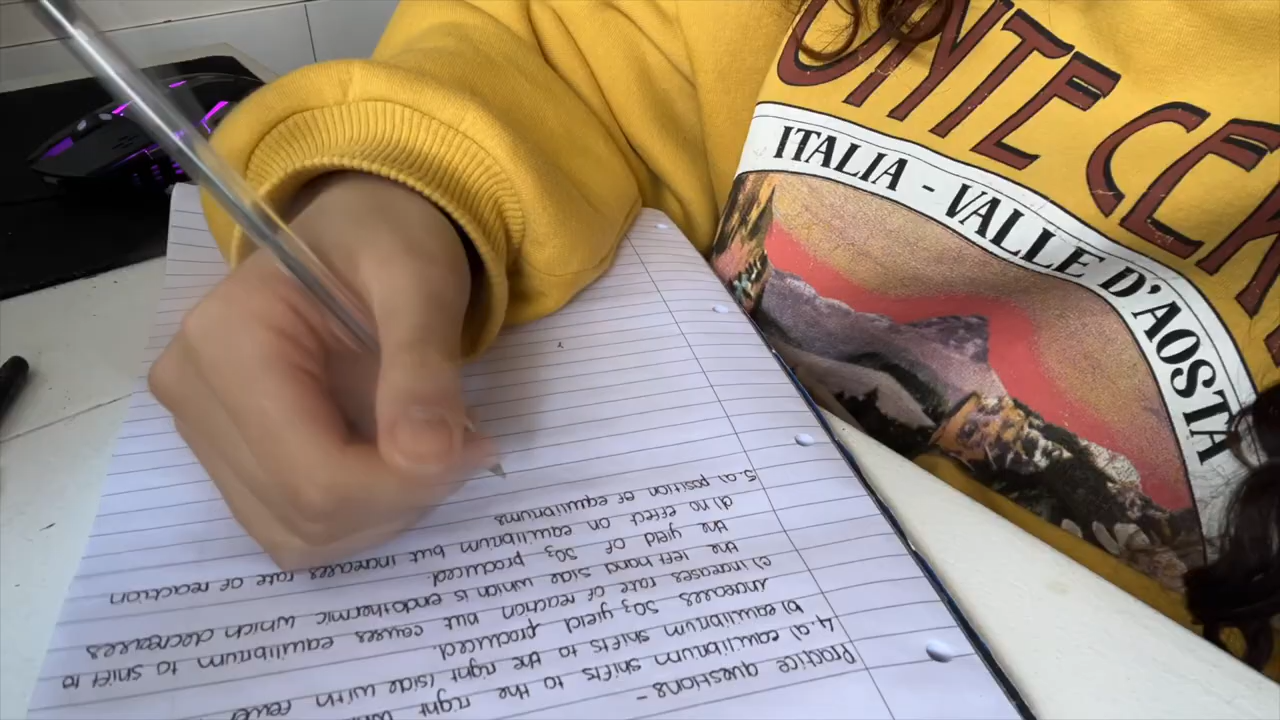 ONTE CER
ITALIA - VALLE D'AOSTA
Practice questions -
4.a) equilibrium shifts to the right
b) equilibrium shifts to the right (side with fewer
increases SO3 yield produced.
c) increases rate of reaction but causes equilibrium to shift to
the left hand side which is endothermic which decreases
the yield of SO3 produced.
d) no effect on equilibrium but increases rate of reaction
5.a) position of equilibriums